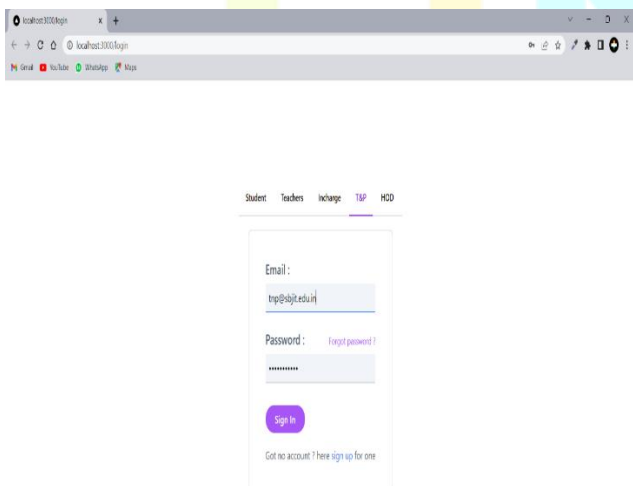 localhost:3000/login x +
localhost:3000/login
Gmail YouTube WhatsApp Maps
Student Teachers Incharge T&P HOD
Email :
tnp@sbjit.edu.in
Password :
Forgot password ?
•••••••••••
Sign In
Got no account ? here sign up for one